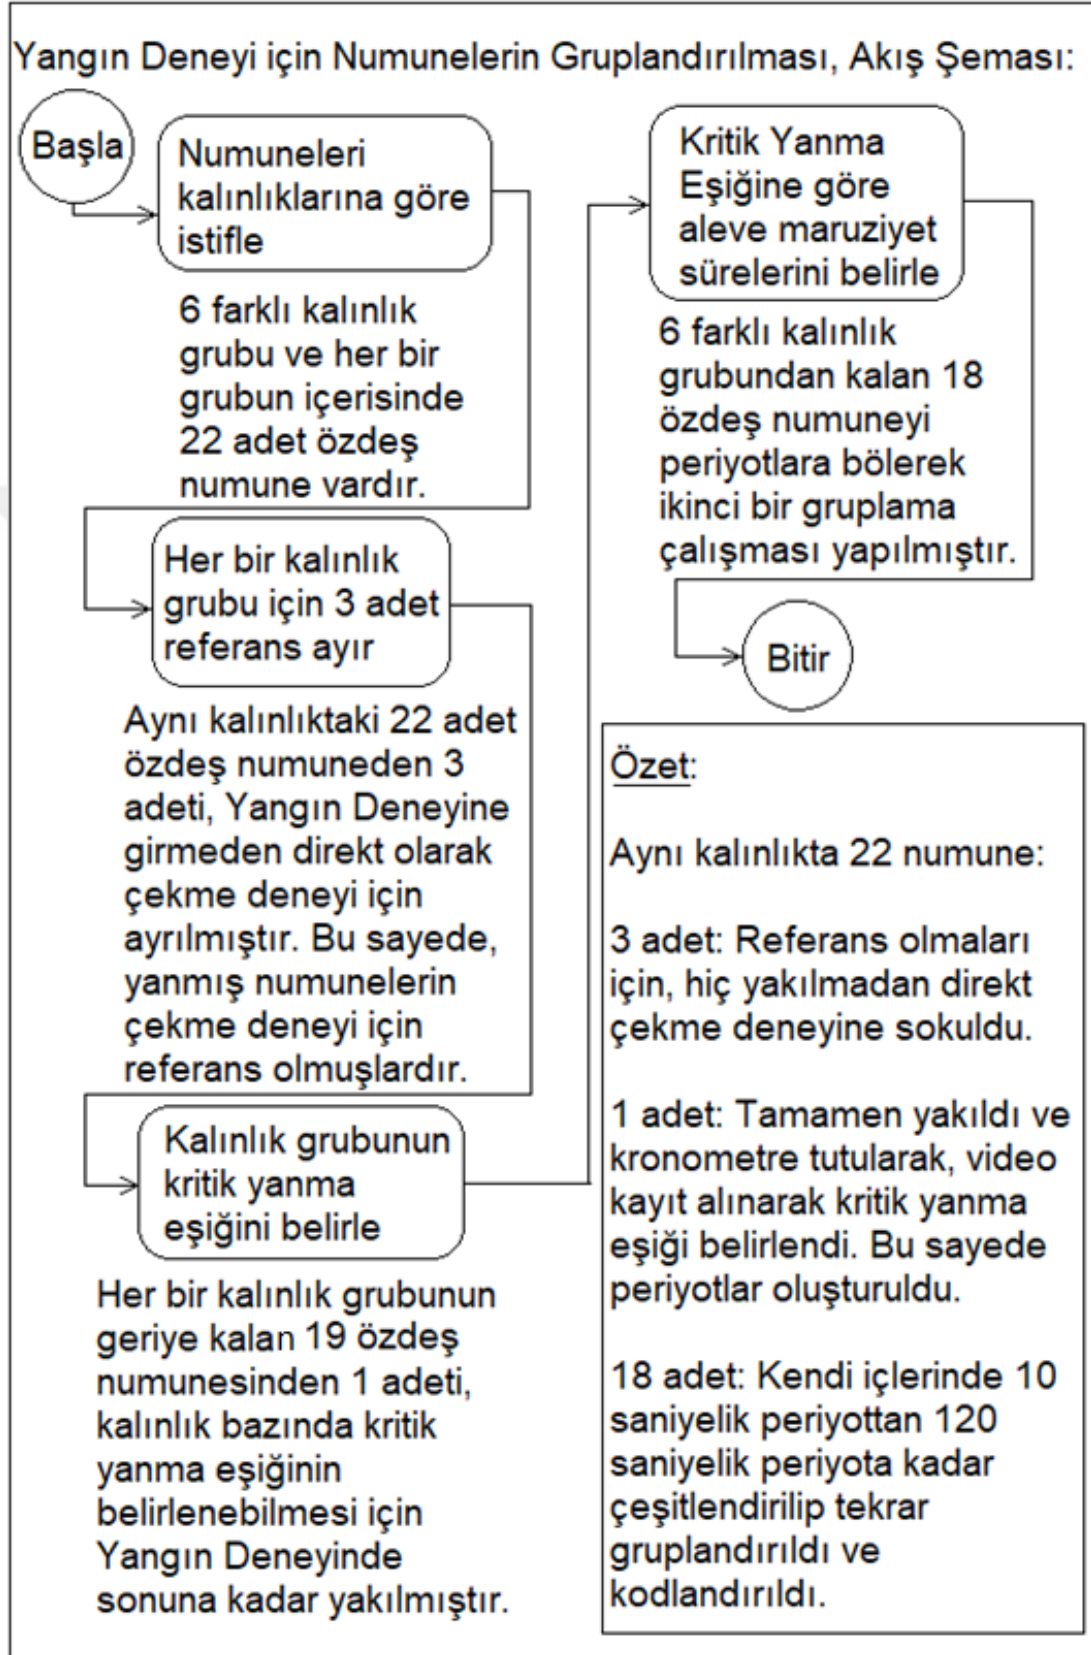 Yangın Deneyi için Numunelerin Gruplandırılması, Akış Şeması:
Başla
Numuneleri
kalınlıklarına göre
istifle
6 farklı kalınlık
grubu ve her bir
grubun içerisinde
22 adet özdeş
numune vardır.
Her bir kalınlık
grubu için 3 adet
referans ayır
Aynı kalınlıktaki 22 adet
özdeş numuneden 3
adeti, Yangın Deneyine
girmeden direkt olarak
çekme deneyi için
ayrılmıştır. Bu sayede,
yanmış numunelerin
çekme deneyi için
referans olmuşlardır.
Kalınlık grubunun
kritik yanma
eşiğini belirle
Her bir kalınlık grubunun
geriye kalan 19 özdeş
numunesinden 1 adeti,
kalınlık bazında kritik
yanma eşiğinin
belirlenebilmesi için
Yangın Deneyinde
sonuna kadar yakılmıştır.
Kritik Yanma
Eşiğine göre
aleve maruziyet
sürelerini belirle
6 farklı kalınlık
grubundan kalan 18
özdeş numuneyi
periyotlara bölerek
ikinci bir gruplama
çalışması yapılmıştır.
Bitir
Özet:
Aynı kalınlıkta 22 numune:
3 adet: Referans olmaları
için, hiç yakılmadan direkt
çekme deneyine sokuldu.
1 adet: Tamamen yakıldı ve
kronometre tutularak, video
kayıt alınarak kritik yanma
eşiği belirlendi. Bu sayede
periyotlar oluşturuldu.
18 adet: Kendi içlerinde 10
saniyelik periyottan 120
saniyelik periyota kadar
çeşitlendirilip tekrar
gruplandırıldı ve
kodlandırıldı.